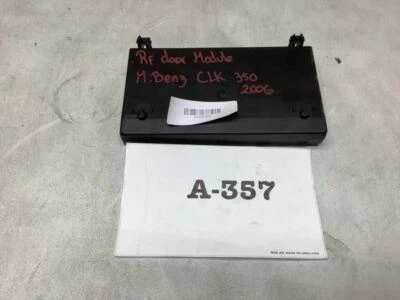 Rf door Module
M.Benz CLK 350
2006
A-357